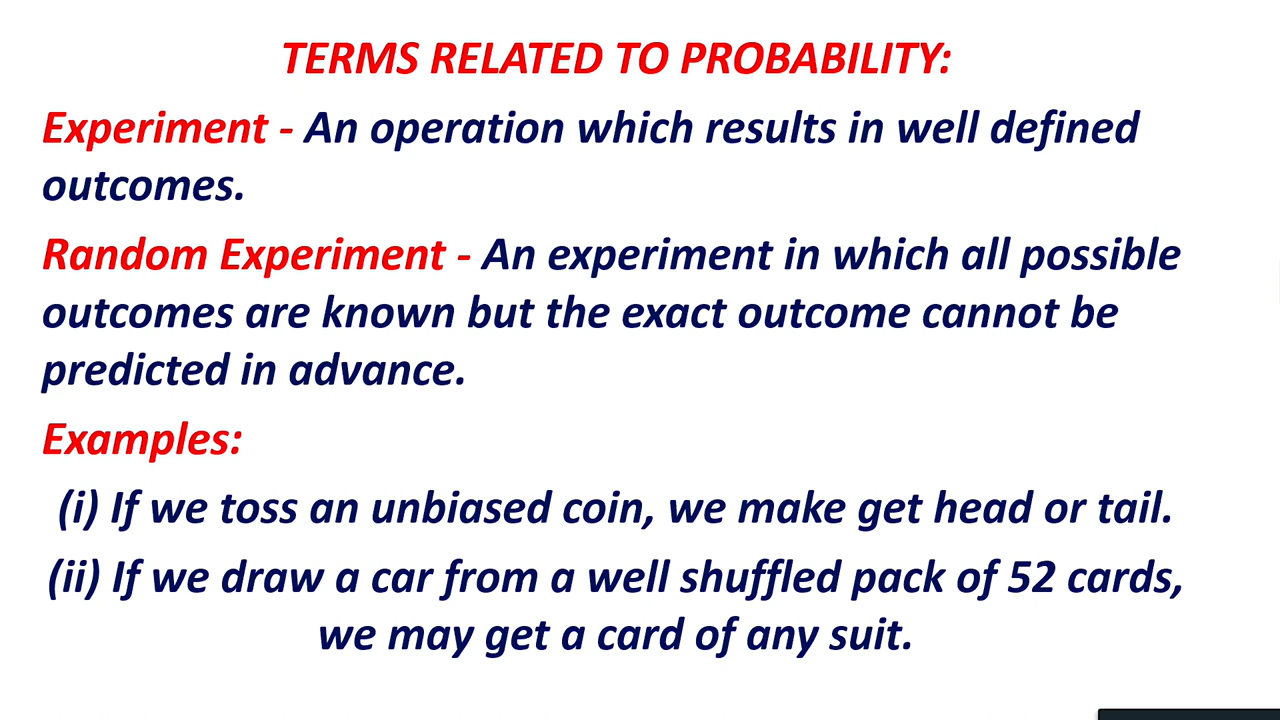 TERMS RELATED TO PROBABILITY:
Experiment - An operation which results in well defined
outcomes.
Random Experiment - An experiment in which all possible
outcomes are known but the exact outcome cannot be
predicted in advance.
Examples:
(i) If we toss an unbiased coin, we make get head or tail.
(ii) If we draw a car from a well shuffled pack of 52 cards,
we may get a card of any suit.